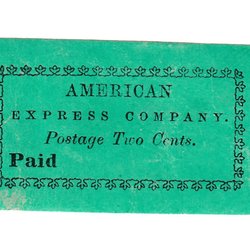 AMERICAN
EXPRESS COMPANY.
Postage Two Cents.
Paid